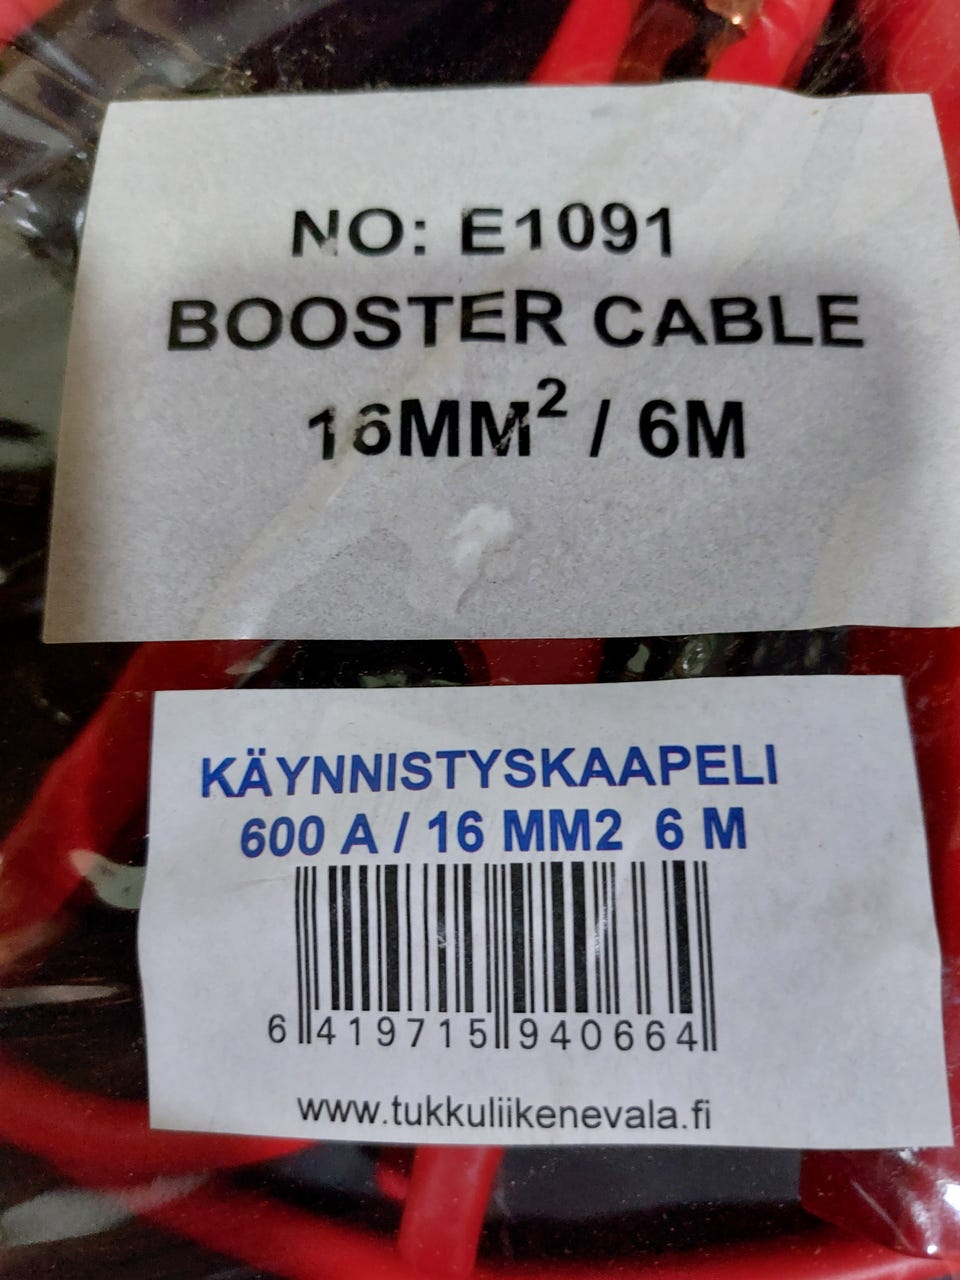 NO: E1091
BOOSTER CABLE
16MM² / 6M
KÄYNNISTYSKAAPELI
600 A / 16 MM2 6 M
6 419715 940664
www.tukkuliikenevala.fi